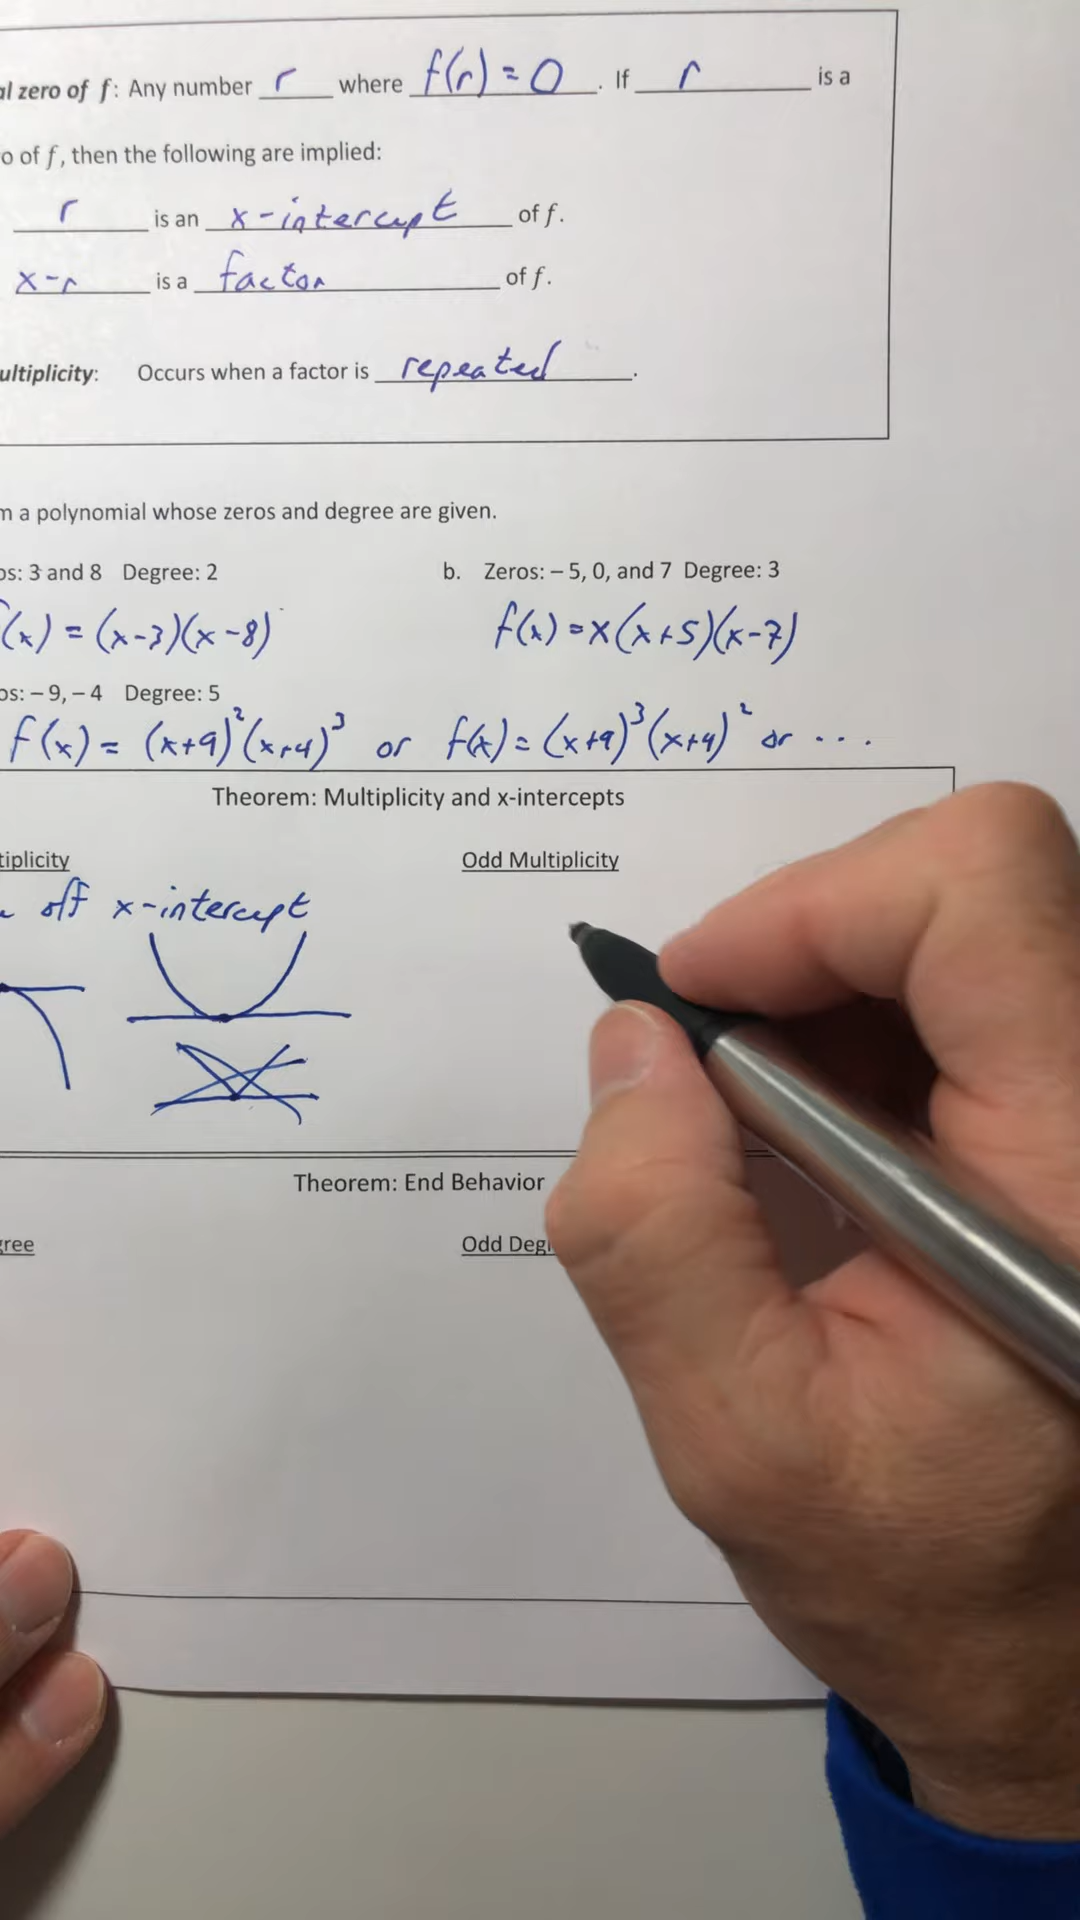 al zero of f: Any number r where f(r) = 0. If r is a
o of f, then the following are implied:
r is an x-intercept of f.
x-r is a factor of f.
ultiplicity: Occurs when a factor is repeated.
m a polynomial whose zeros and degree are given.
os: 3 and 8 Degree: 2 b. Zeros: – 5, 0, and 7 Degree: 3
(x) = (x-3)(x-8) f(x) = x(x+5)(x-7)
os: – 9, – 4 Degree: 5
f(x) = (x+9)²(x+4)³ or f(x) = (x+9)³(x+4)² or ....
Theorem: Multiplicity and x-intercepts
tiplicity Odd Multiplicity
off x-intercept
Theorem: End Behavior
gree Odd Deg